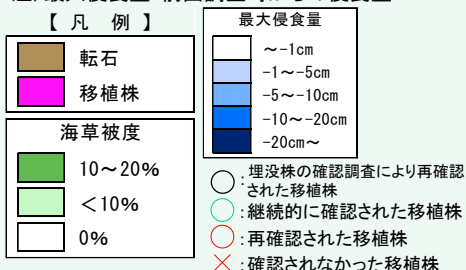 【 凡 例 】
転石
移植株
海草被度
10～20%
＜10%
0%
最大侵食量
～-1cm
-1～-5cm
-5～-10cm
-10～-20cm
-20cm～
○:埋没株の確認調査により再確認
された移植株
○:継続的に確認された移植株
○:再確認された移植株
×:確認されなかった移植株